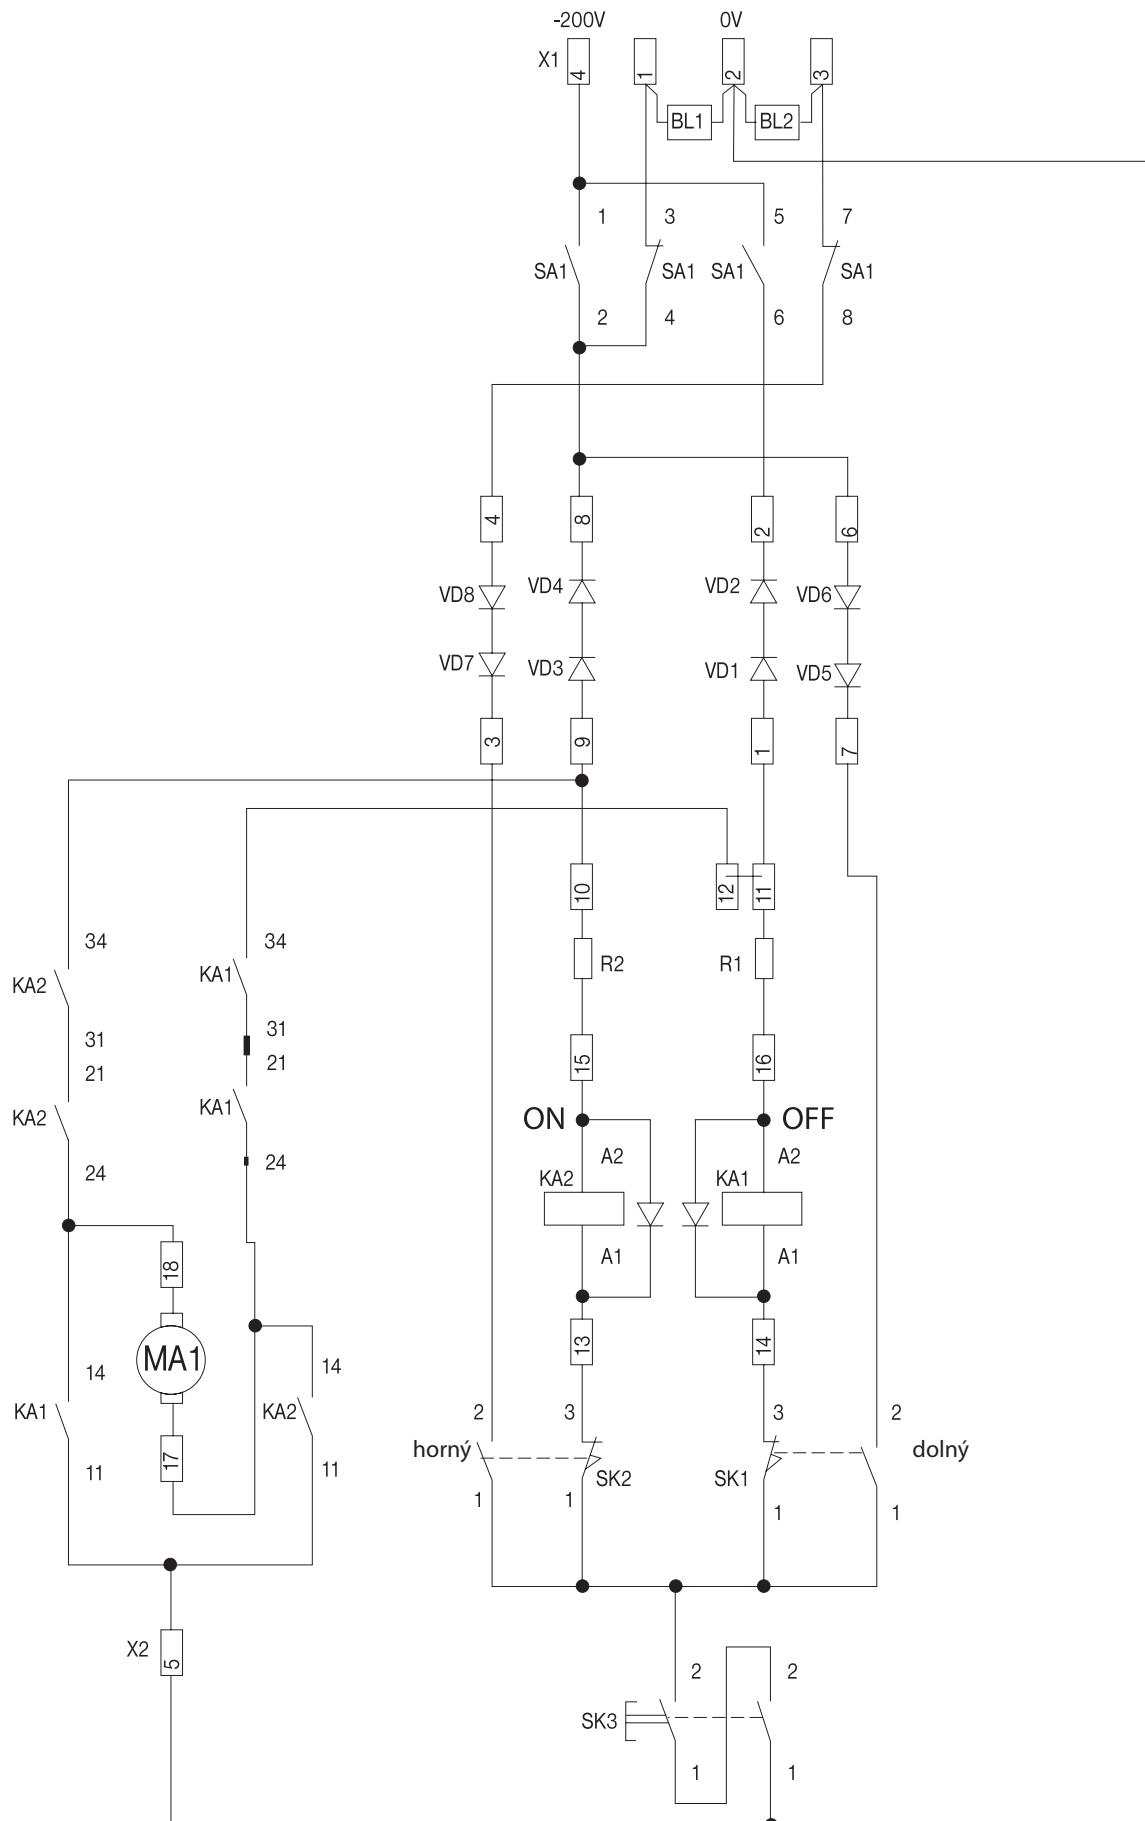 -200V 0V
X1 4 1 2 3
BL1 BL2
1 3 5 7
SA1 SA1 SA1 SA1
2 4 6 8
4 8 2 6
VD8 VD4 VD2 VD6
VD7 VD3 VD1 VD5
3 9 1 7
10 12 11
34 34
KA2 KA1 R2 R1
31 31
21 21
15 16
KA2 KA1
ON OFF
24 24 A2 A2
KA2 KA1
18 A1 A1
13 14
MA1
14 14
KA1 KA2 2 3 3 2
horný dolný
17 11 11 SK2 SK1
1 1 1 1
X2 5
2 2
SK3
1 1